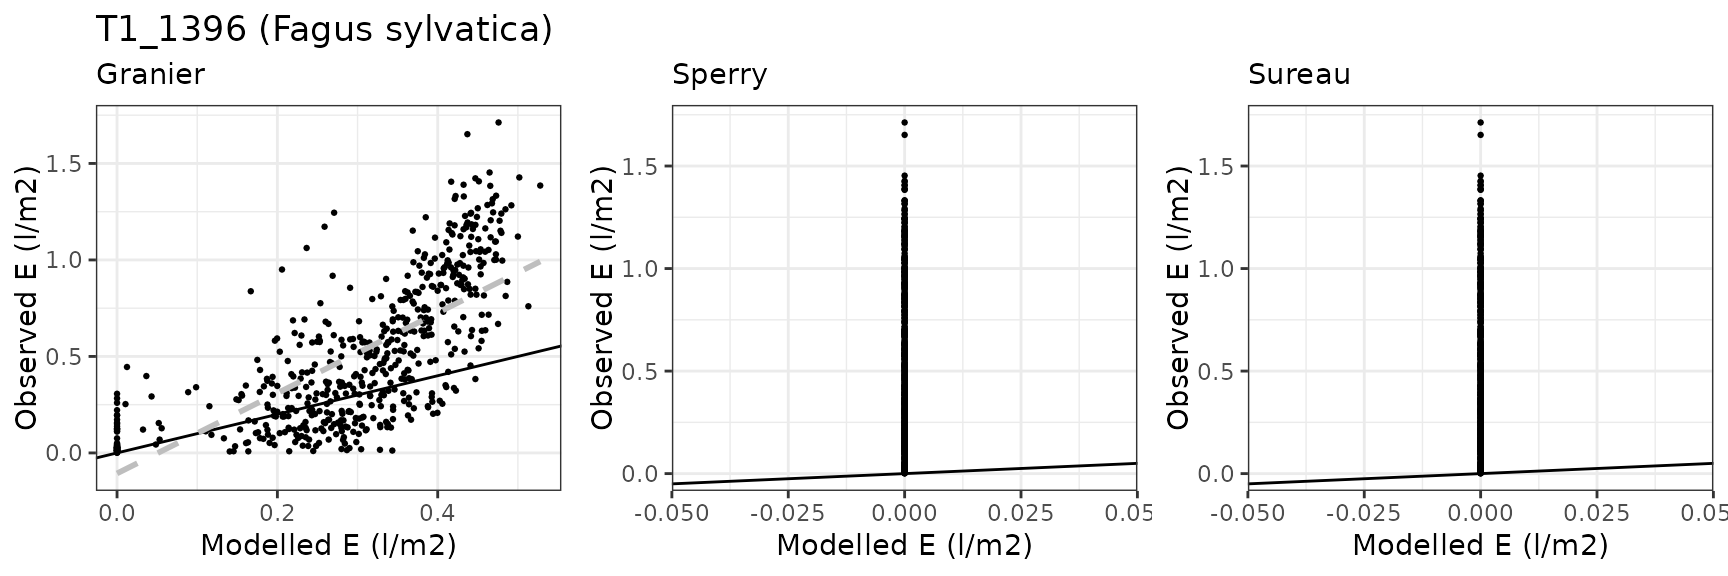 T1_1396 (Fagus sylvatica)
Granier
Observed E (l/m2)
1.5
1.0
0.5
0.0
0.0 0.2 0.4
Modelled E (l/m2)
Sperry
Observed E (l/m2)
1.5
1.0
0.5
0.0
-0.050 -0.025 0.000 0.025 0.05
Modelled E (l/m2)
Sureau
Observed E (l/m2)
1.5
1.0
0.5
0.0
-0.050 -0.025 0.000 0.025 0.05
Modelled E (l/m2)